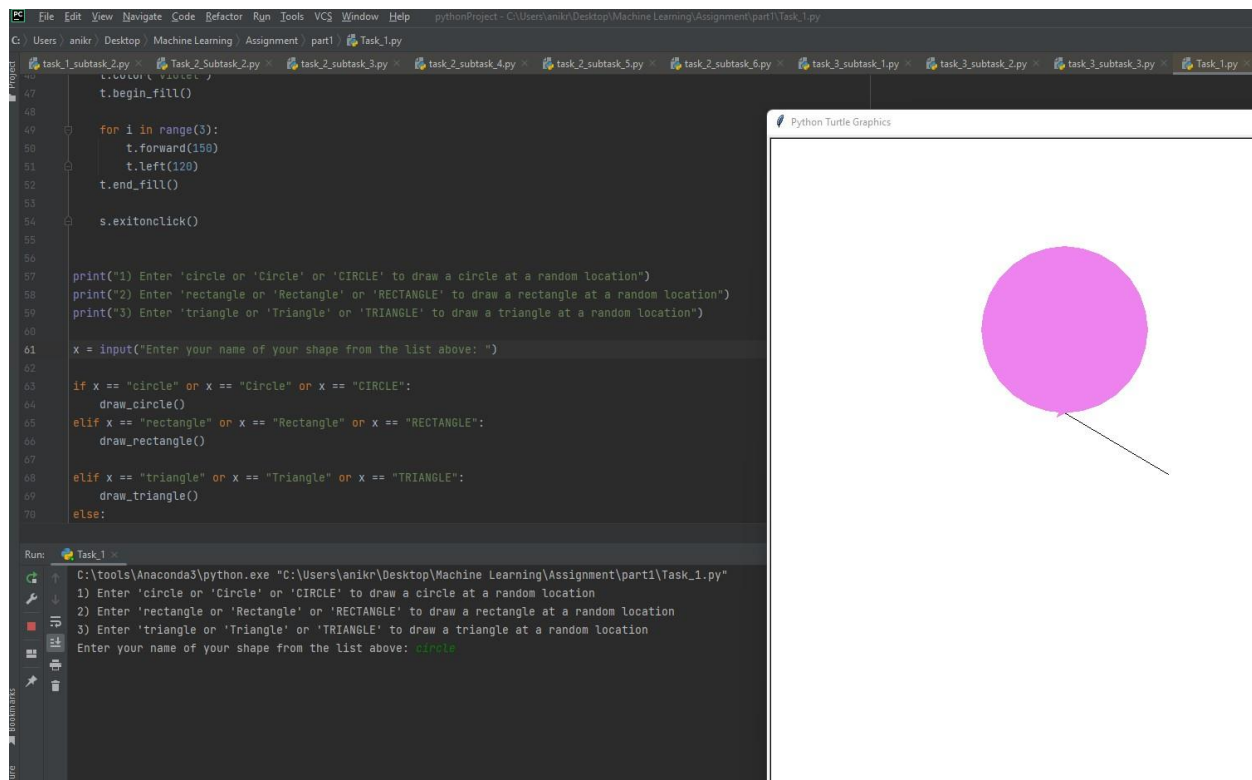 PC File Edit View Navigate Code Refactor Run Tools VCS Window Help pythonProject - C:\Users\anikr\Desktop\Machine Learning\Assignment\part1\Task_1.py
C: Users anikr Desktop Machine Learning Assignment part1 Task_1.py
task_1_subtask_2.py Task_2_Subtask_2.py task_2_subtask_3.py task_2_subtask_4.py task_2_subtask_5.py task_2_subtask_6.py task_3_subtask_1.py task_3_subtask_2.py task_3_subtask_3.py Task_1.py
Project
46 t.color("violet")
47 t.begin_fill()
48
49 for i in range(3):
50 t.forward(150)
51 t.left(120)
52 t.end_fill()
53
54 s.exitonclick()
55
56
57 print("1) Enter 'circle or 'Circle' or 'CIRCLE' to draw a circle at a random location")
58 print("2) Enter 'rectangle or 'Rectangle' or 'RECTANGLE' to draw a rectangle at a random location")
59 print("3) Enter 'triangle or 'Triangle' or 'TRIANGLE' to draw a triangle at a random location")
60
61 x = input("Enter your name of your shape from the list above: ")
62
63 if x == "circle" or x == "Circle" or x == "CIRCLE":
64 draw_circle()
65 elif x == "rectangle" or x == "Rectangle" or x == "RECTANGLE":
66 draw_rectangle()
67
68 elif x == "triangle" or x == "Triangle" or x == "TRIANGLE":
69 draw_triangle()
70 else:
Python Turtle Graphics
Run: Task_1
C:\tools\Anaconda3\python.exe "C:\Users\anikr\Desktop\Machine Learning\Assignment\part1\Task_1.py"
1) Enter 'circle or 'Circle' or 'CIRCLE' to draw a circle at a random location
2) Enter 'rectangle or 'Rectangle' or 'RECTANGLE' to draw a rectangle at a random location
3) Enter 'triangle or 'Triangle' or 'TRIANGLE' to draw a triangle at a random location
Enter your name of your shape from the list above: circle
Bookmarks